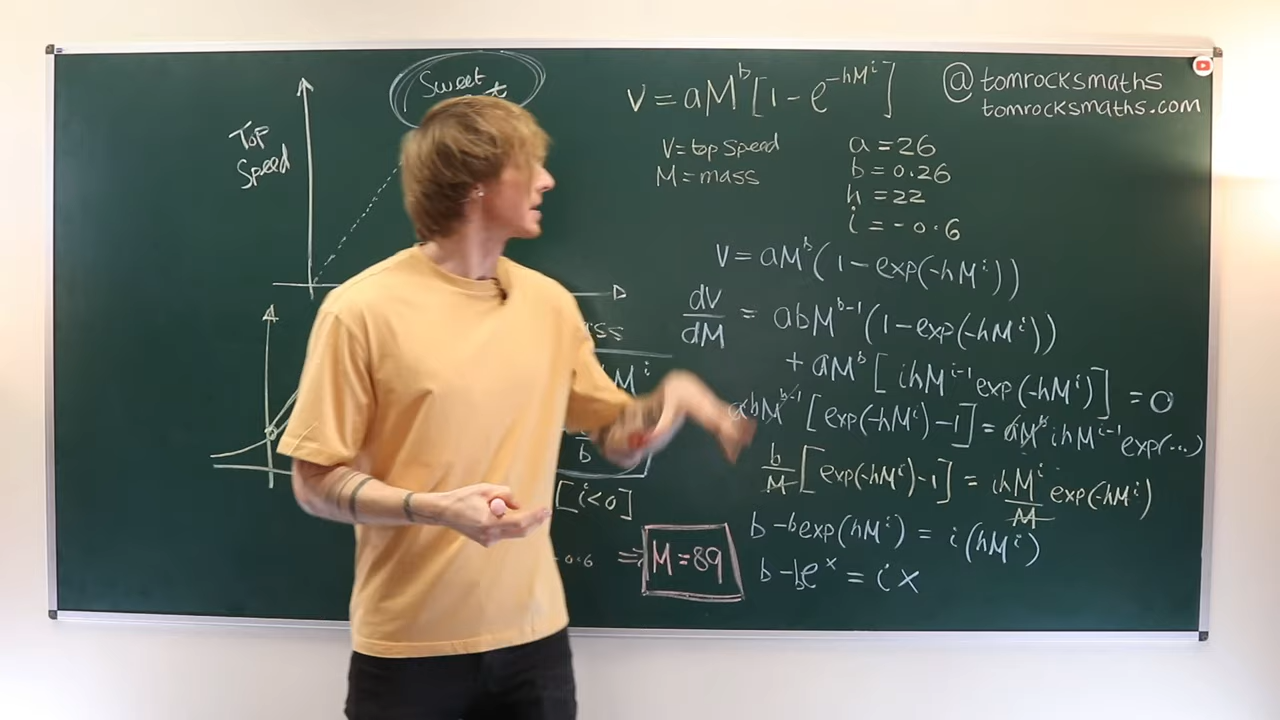 Sweet
Top
Speed
V = aM^b [1 - e^{-hM^i}]
V = top Speed
M = mass
a = 26
b = 0.26
h = 22
i = -0.6
@ tomrocksmaths
tomrocksmaths.com
V = aM^b (1 - exp(-hM^i))
dV/dM = abM^{b-1} (1 - exp(-hM^i))
+ aM^b [ihM^{i-1} exp(-hM^i)] = 0
abM^{b-1} [exp(-hM^i) - 1] = aM^b ihM^{i-1} exp(...)
b/M [exp(-hM^i) - 1] = ihM^i/M exp(-hM^i)
b - b exp(hM^i) = i(hM^i)
b - be^x = ix
M^i
b
[i<0]
⇒ M = 89